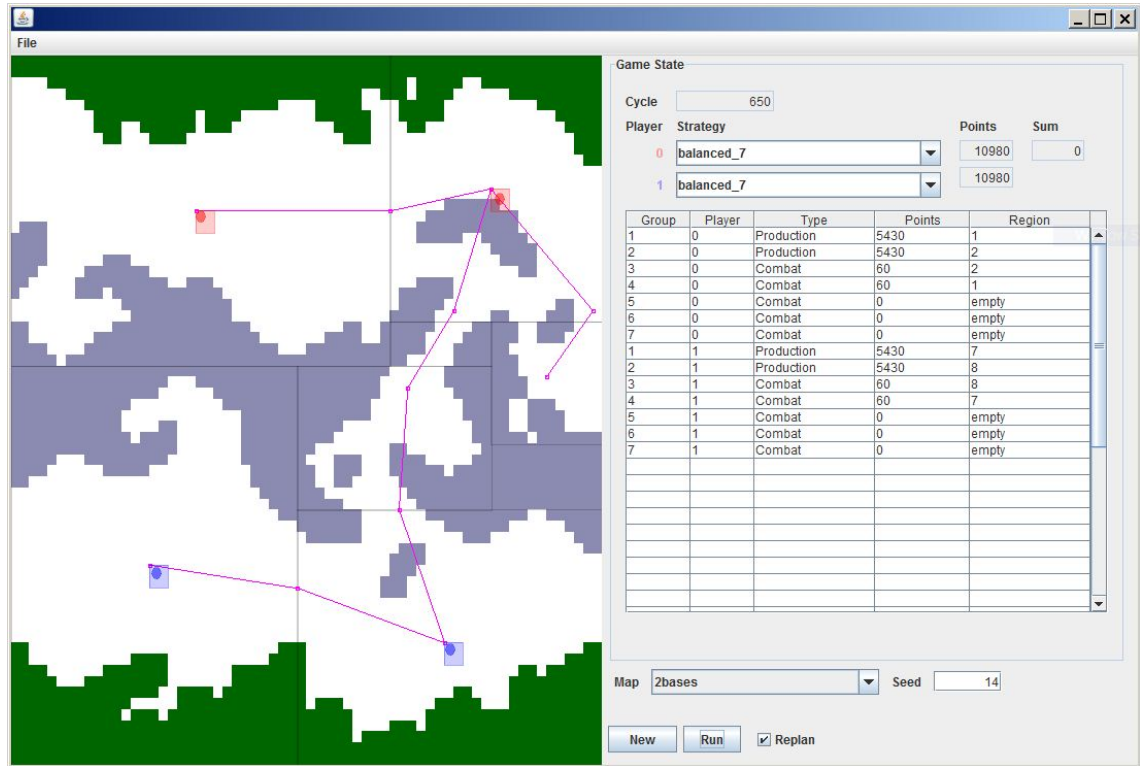 File
Game State
Cycle 650
Player Strategy Points Sum
0 balanced_7 10980 0
1 balanced_7 10980
Group Player Type Points Region
1 0 Production 5430 1
2 0 Production 5430 2
3 0 Combat 60 2
4 0 Combat 60 1
5 0 Combat 0 empty
6 0 Combat 0 empty
7 0 Combat 0 empty
1 1 Production 5430 7
2 1 Production 5430 8
3 1 Combat 60 8
4 1 Combat 60 7
5 1 Combat 0 empty
6 1 Combat 0 empty
7 1 Combat 0 empty
Map 2bases Seed 14
New Run Replan